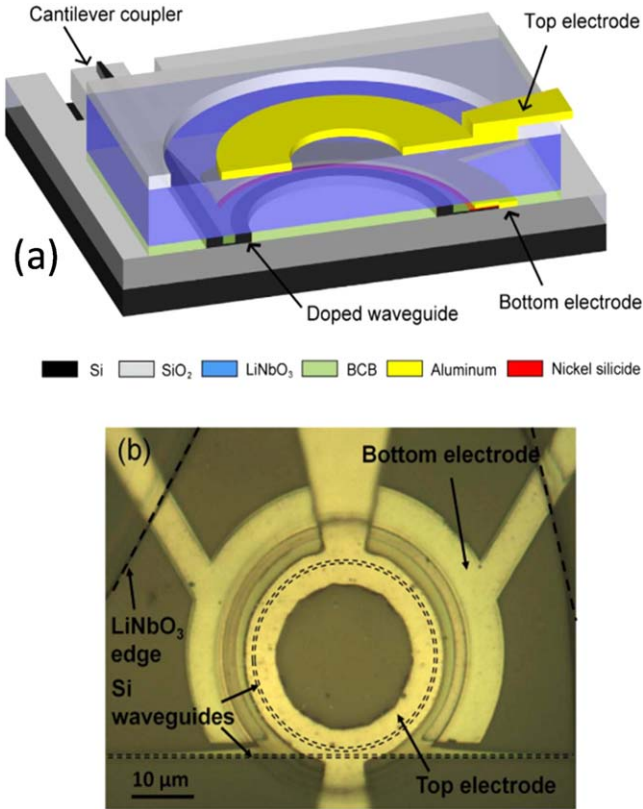 Cantilever coupler
Top electrode
(a)
Doped waveguide
Bottom electrode
Si
SiO₂
LiNbO₃
BCB
Aluminum
Nickel silicide
(b)
Bottom electrode
LiNbO₃
edge
Si
waveguides
Top electrode
10 µm